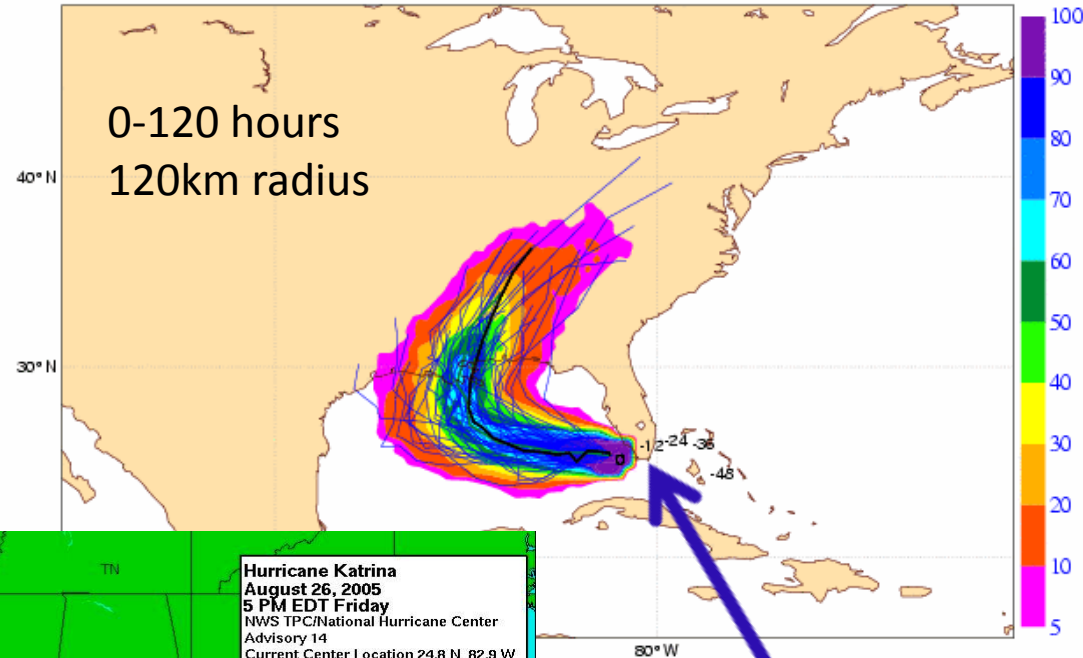 0-120 hours
120km radius
40°N
30°N
80°W
-12
-24
-36
-48
100
90
80
70
60
50
40
30
20
10
5
TN
Hurricane Katrina
August 26, 2005
5 PM EDT Friday
NWS TPC/National Hurricane Center
Advisory 14
Current Center Location 24.8 N 82.9 W